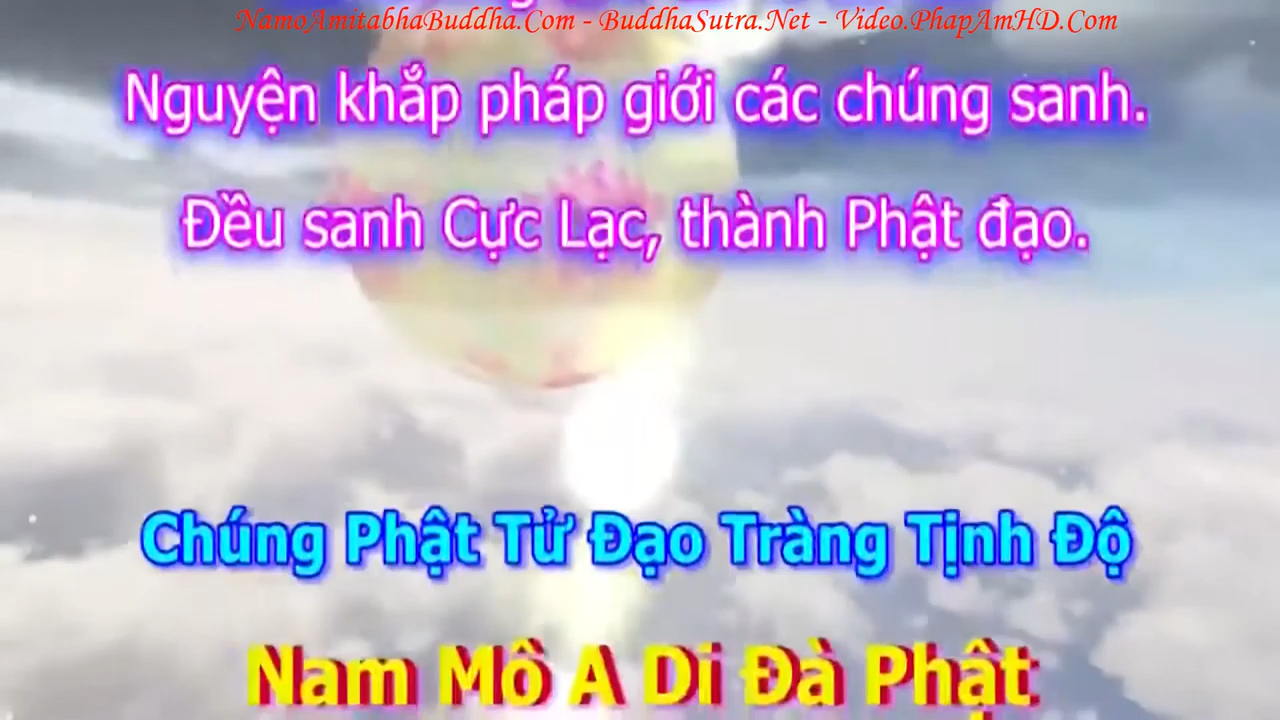 NamoAmitabhaBuddha.Com - BuddhaSutra.Net - Video.PhapAmHD.Com
Nguyện khắp pháp giới các chúng sanh.
Đều sanh Cực Lạc, thành Phật đạo.
Chúng Phật Tử Đạo Tràng Tịnh Độ
Nam Mô A Di Đà Phật